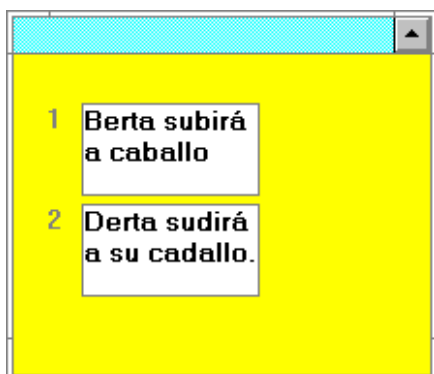 1 Berta subirá
a caballo
2 Derta sudirá
a su cadallo.